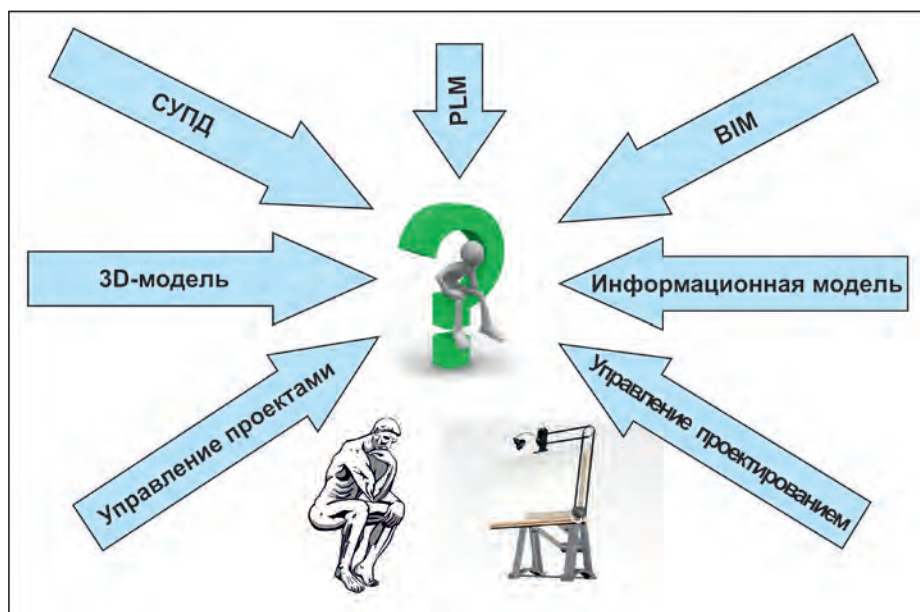 СУПД
PLM
BIM
3D-модель
Информационная модель
Управление проектами
Управление проектированием